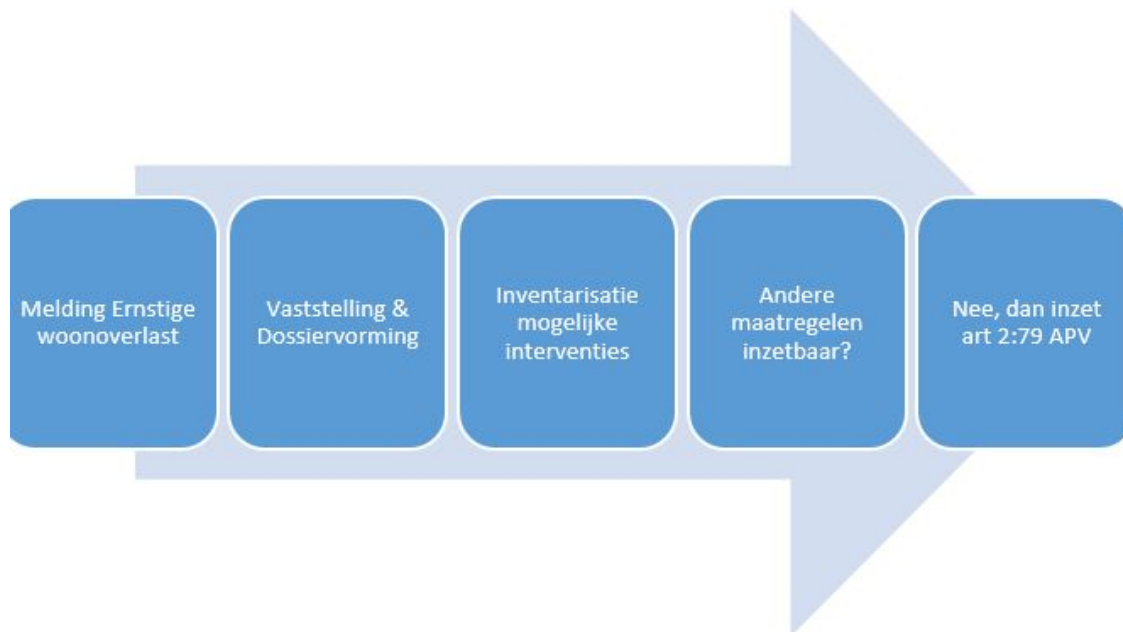 Melding Ernstige
woonoverlast
Vaststelling &
Dossiervorming
Inventarisatie
mogelijke
interventies
Andere
maatregelen
inzetbaar?
Nee, dan inzet
art 2:79 APV